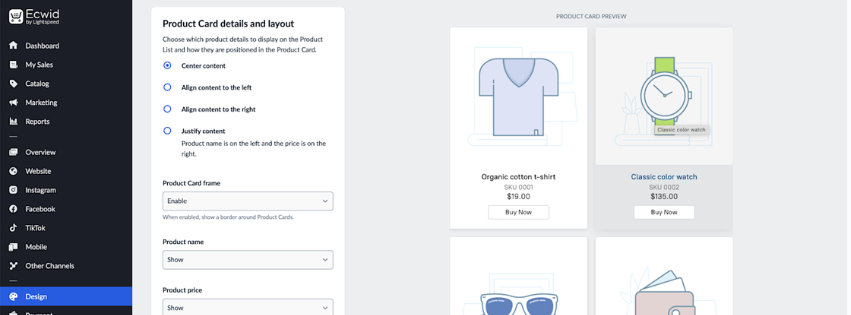 Ecwid
by Lightspeed
Dashboard
My Sales
Catalog
Marketing
Reports
Overview
Website
Instagram
Facebook
TikTok
Mobile
Other Channels
Design
Product Card details and layout
Choose which product details to display on the Product
List and how they are positioned in the Product Card.
Center content
Align content to the left
Align content to the right
Justify content
Product name is on the left and the price is on the
right.
Product Card frame
Enable
When enabled, show a border around Product Cards.
Product name
Show
Product price
Show
PRODUCT CARD PREVIEW
Organic cotton t-shirt
SKU 0001
$19.00
Buy Now
Classic color watch
Classic color watch
SKU 0002
$135.00
Buy Now